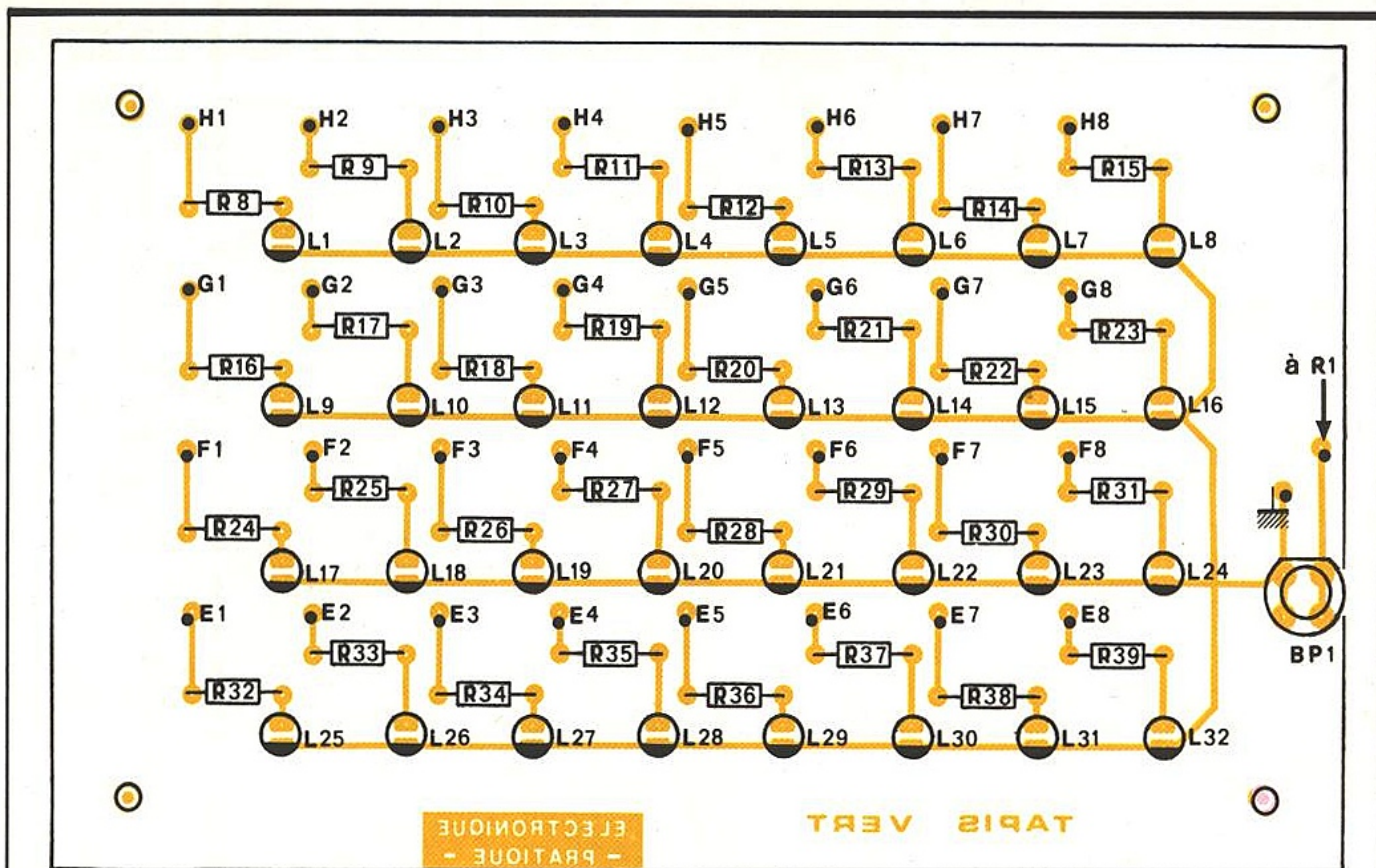 H1 H2 H3 H4 H5 H6 H7 H8
R9 R11 R13 R15
R8 R10 R12 R14
L1 L2 L3 L4 L5 L6 L7 L8
G1 G2 G3 G4 G5 G6 G7 G8
R17 R19 R21 R23
R16 R18 R20 R22
à R1
L9 L10 L11 L12 L13 L14 L15 L16
F1 F2 F3 F4 F5 F6 F7 F8
R25 R27 R29 R31
R24 R26 R28 R30
L17 L18 L19 L20 L21 L22 L23 L24
E1 E2 E3 E4 E5 E6 E7 E8
R33 R35 R37 R39
BP1
R32 R34 R36 R38
L25 L26 L27 L28 L29 L30 L31 L32
TAPIS VERT
ELECTRONIQUE
- PRATIQUE -